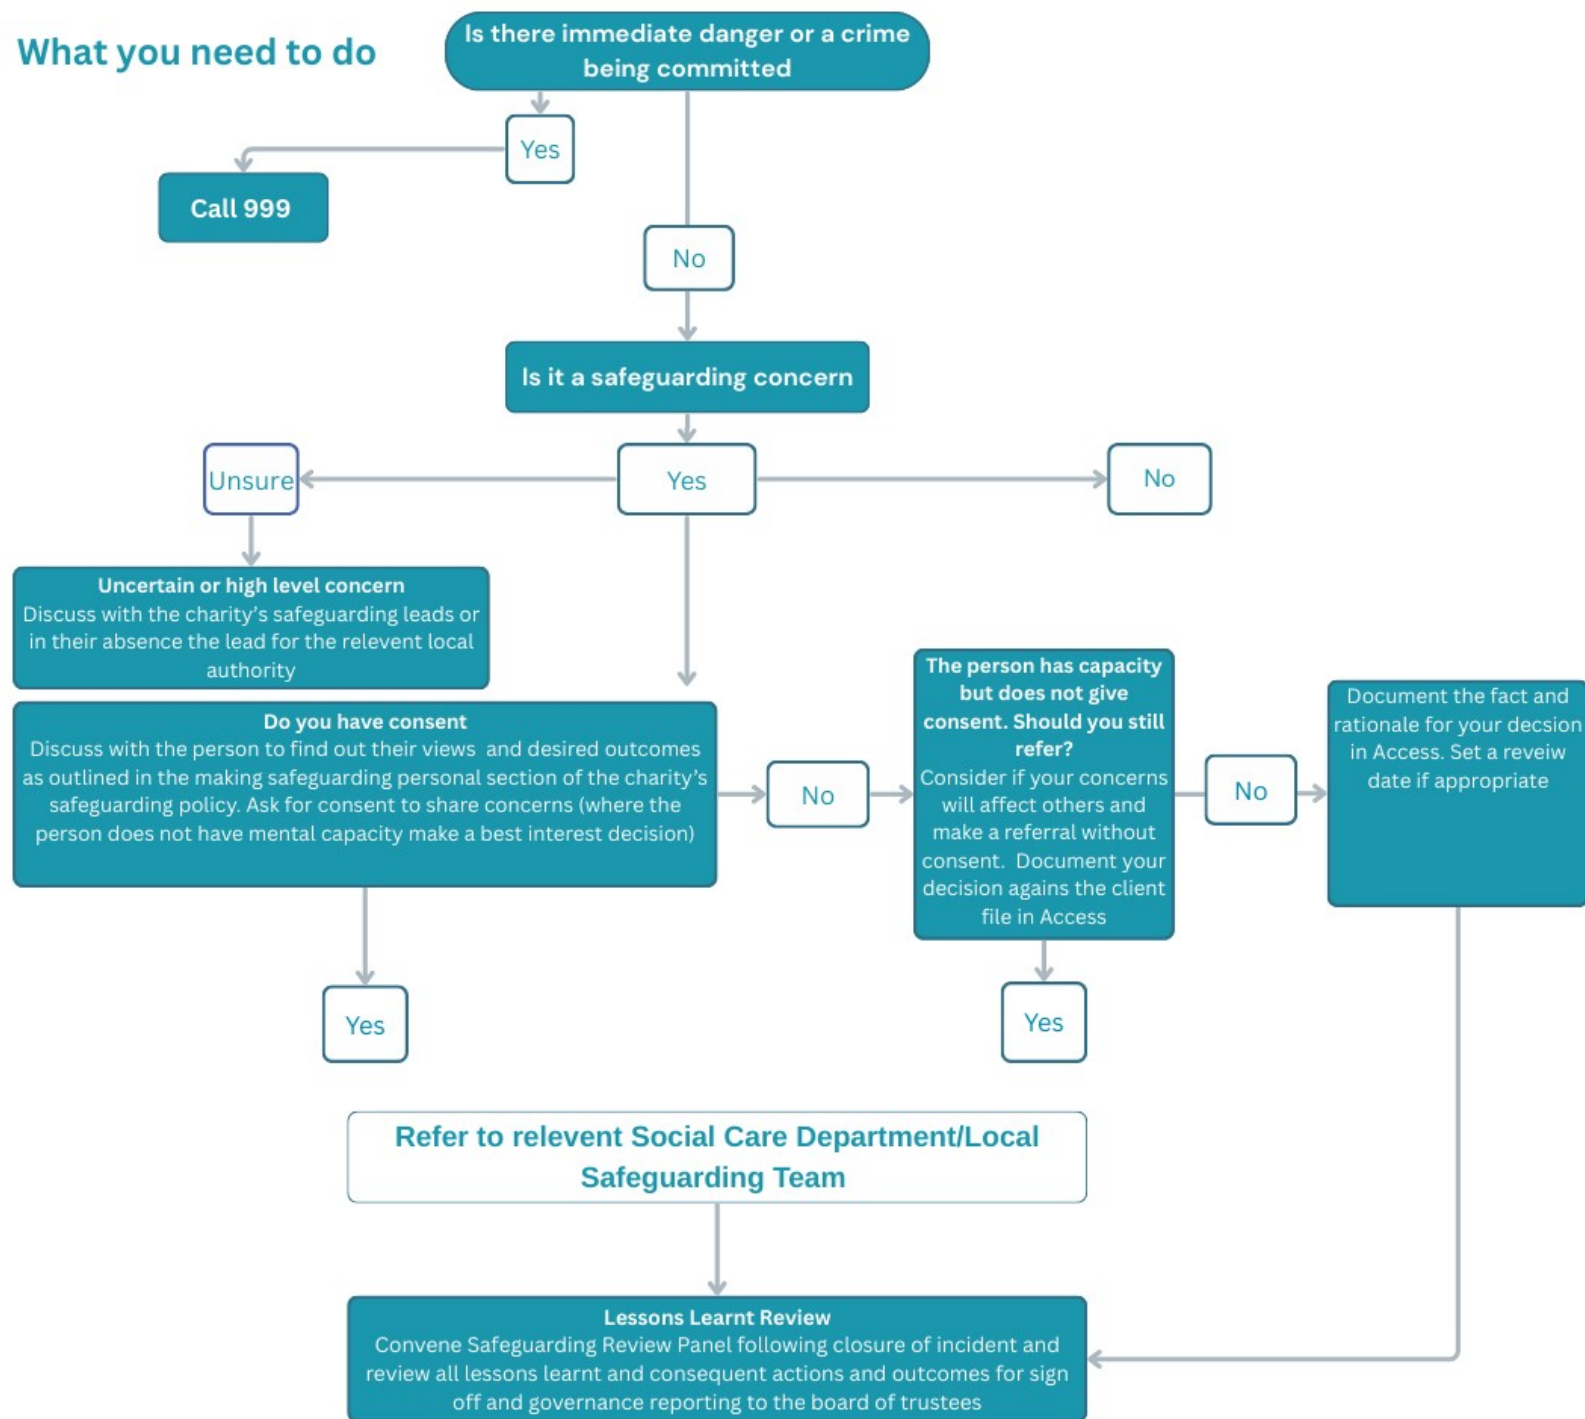 What you need to do
Is there immediate danger or a crime
being committed
Yes
Call 999
No
Is it a safeguarding concern
Unsure
Yes
No
Uncertain or high level concern
Discuss with the charity’s safeguarding leads or
in their absence the lead for the relevent local
authority
Do you have consent
Discuss with the person to find out their views and desired outcomes
as outlined in the making safeguarding personal section of the charity’s
safeguarding policy. Ask for consent to share concerns (where the
person does not have mental capacity make a best interest decision)
No
The person has capacity
but does not give
consent. Should you still
refer?
Consider if your concerns
will affect others and
make a referral without
consent. Document your
decision agains the client
file in Access
No
Document the fact and
rationale for your decsion
in Access. Set a reveiw
date if appropriate
Yes
Yes
Refer to relevent Social Care Department/Local
Safeguarding Team
Lessons Learnt Review
Convene Safeguarding Review Panel following closure of incident and
review all lessons learnt and consequent actions and outcomes for sign
off and governance reporting to the board of trustees